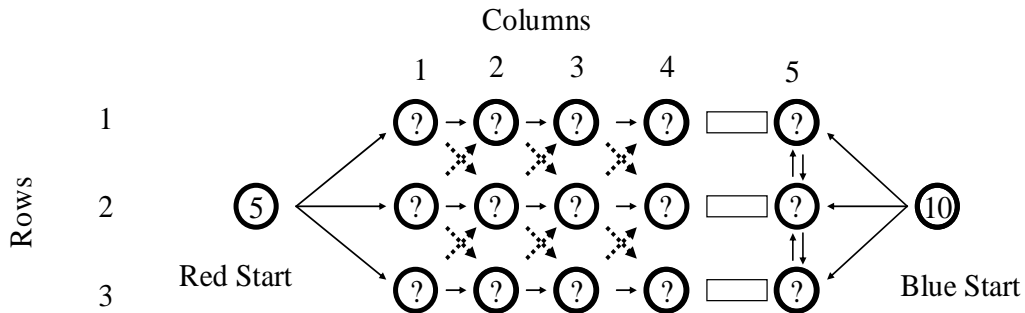 Columns
1 2 3 4 5
1 ? ? ? ? ?
Rows
5 2 ? ? ? ? ? 10
Red Start
Blue Start
3 ? ? ? ? ?